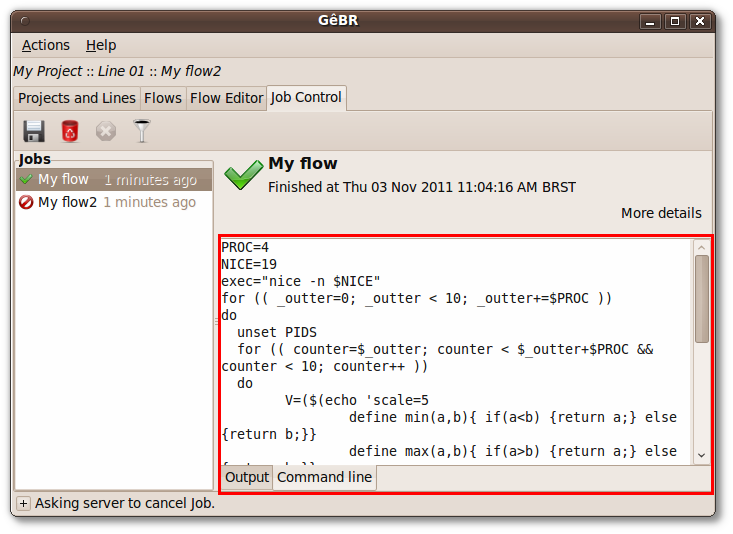 GêBR
Actions Help
My Project :: Line 01 :: My flow2
Projects and Lines Flows Flow Editor Job Control
Jobs
My flow 1 minutes ago
My flow2 1 minutes ago
My flow
Finished at Thu 03 Nov 2011 11:04:16 AM BRST
More details
PROC=4
NICE=19
exec="nice -n $NICE"
for (( _outter=0; _outter < 10; _outter+=$PROC ))
do
  unset PIDS
  for (( counter=$_outter; counter < $_outter+$PROC &&
counter < 10; counter++ ))
  do
        V=($(echo 'scale=5
                define min(a,b){ if(a<b) {return a;} else
{return b;}}
                define max(a,b){ if(a>b) {return a;} else
Output Command line
Asking server to cancel Job.